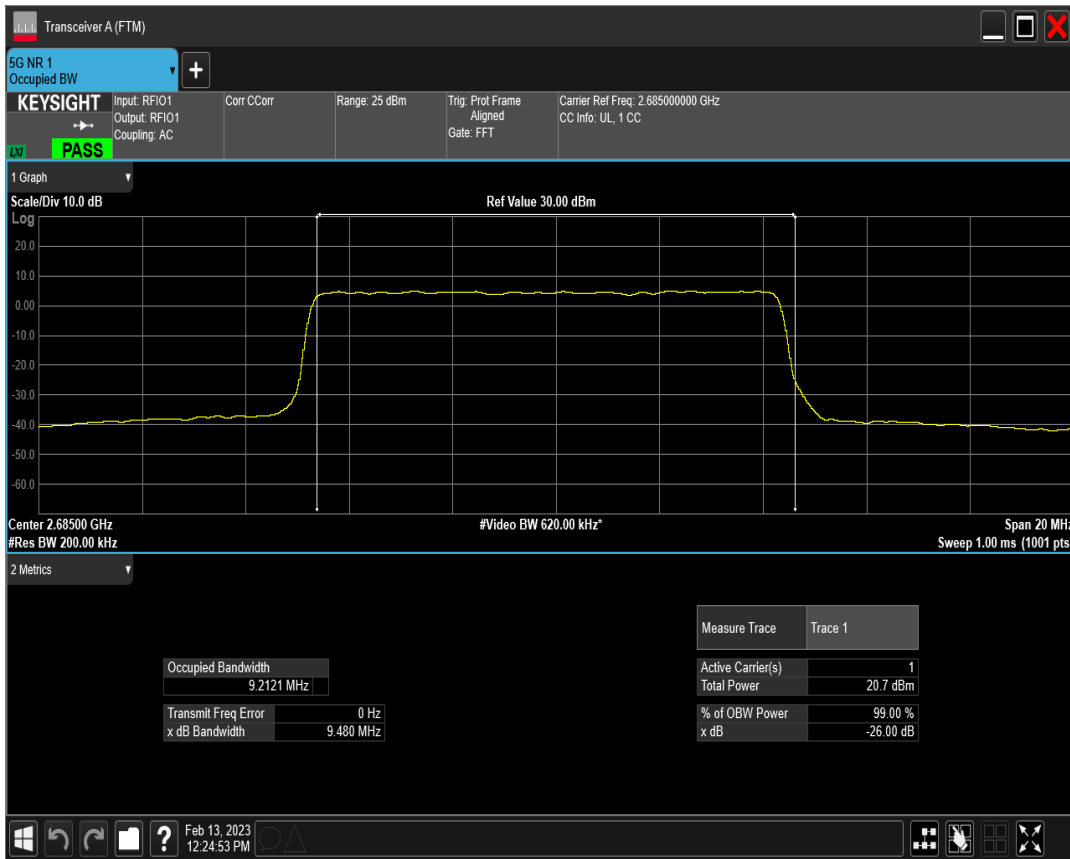 Transceiver A (FTM)
5G NR 1
Occupied BW
+
KEYSIGHT
LXI
PASS
Input: RFIO1
Output: RFIO1
Coupling: AC
Corr CCorr
Range: 25 dBm
Trig: Prot Frame
Aligned
Gate: FFT
Carrier Ref Freq: 2.685000000 GHz
CC Info: UL, 1 CC
1 Graph
Scale/Div 10.0 dB
Ref Value 30.00 dBm
Log
20.0
10.0
0.00
-10.0
-20.0
-30.0
-40.0
-50.0
-60.0
Center 2.68500 GHz
#Video BW 620.00 kHz*
Span 20 MHz
#Res BW 200.00 kHz
Sweep 1.00 ms (1001 pts
2 Metrics
Measure Trace Trace 1
Occupied Bandwidth
9.2121 MHz
Active Carrier(s) 1
Total Power 20.7 dBm
Transmit Freq Error 0 Hz
x dB Bandwidth 9.480 MHz
% of OBW Power 99.00 %
x dB -26.00 dB
?
Feb 13, 2023
12:24:53 PM